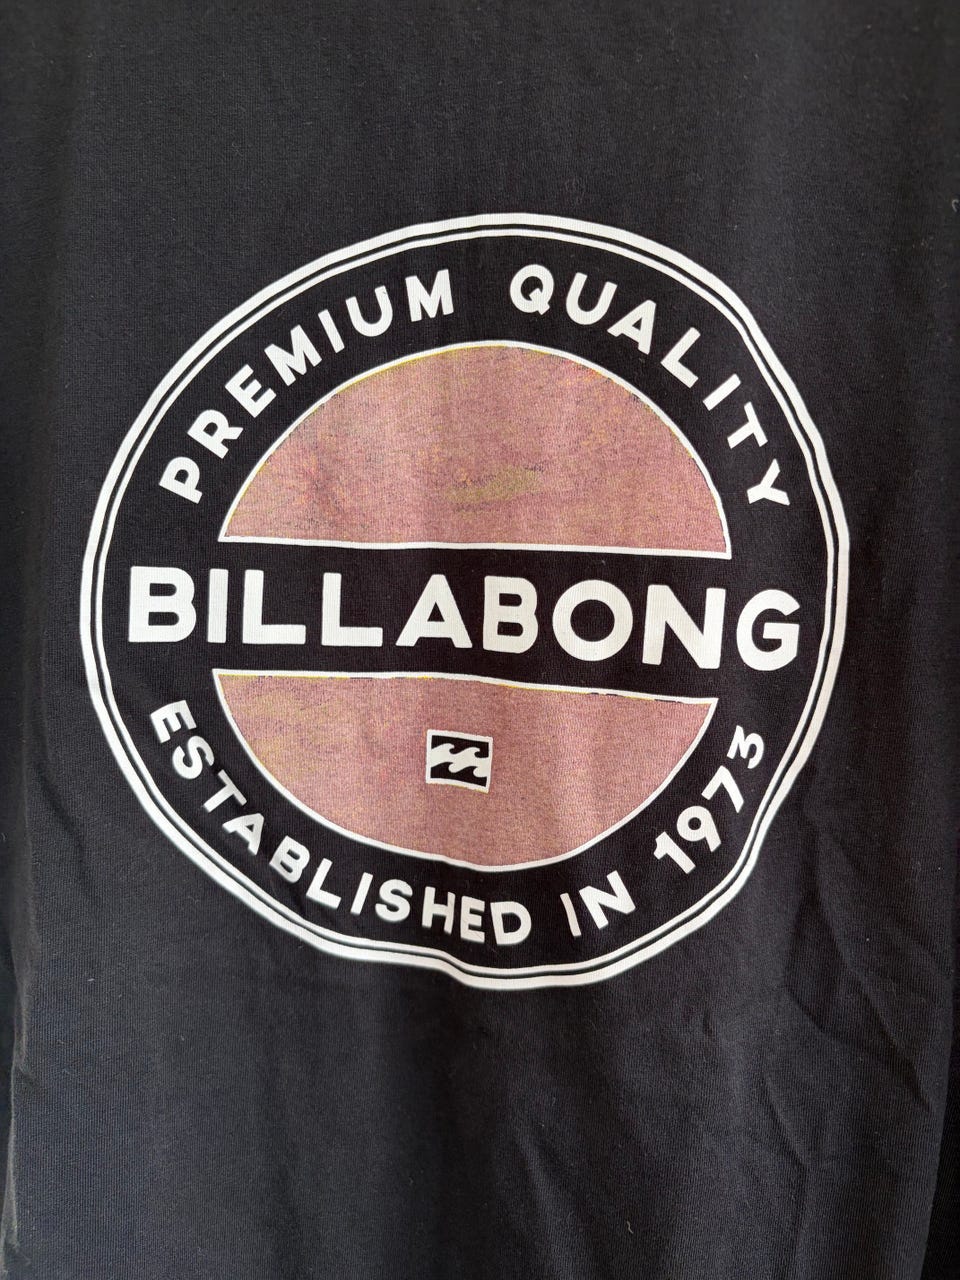 PREMIUM QUALITY
BILLABONG
ESTABLISHED IN 1973